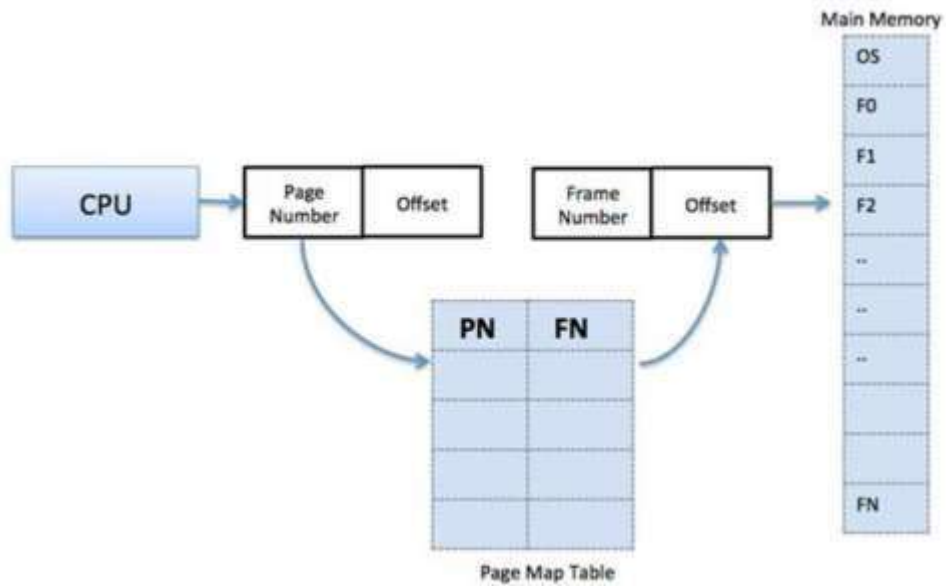 Main Memory
OS
F0
F1
F2
..
..
..
FN
CPU
Page
Number
Offset
Frame
Number
Offset
PN FN
Page Map Table